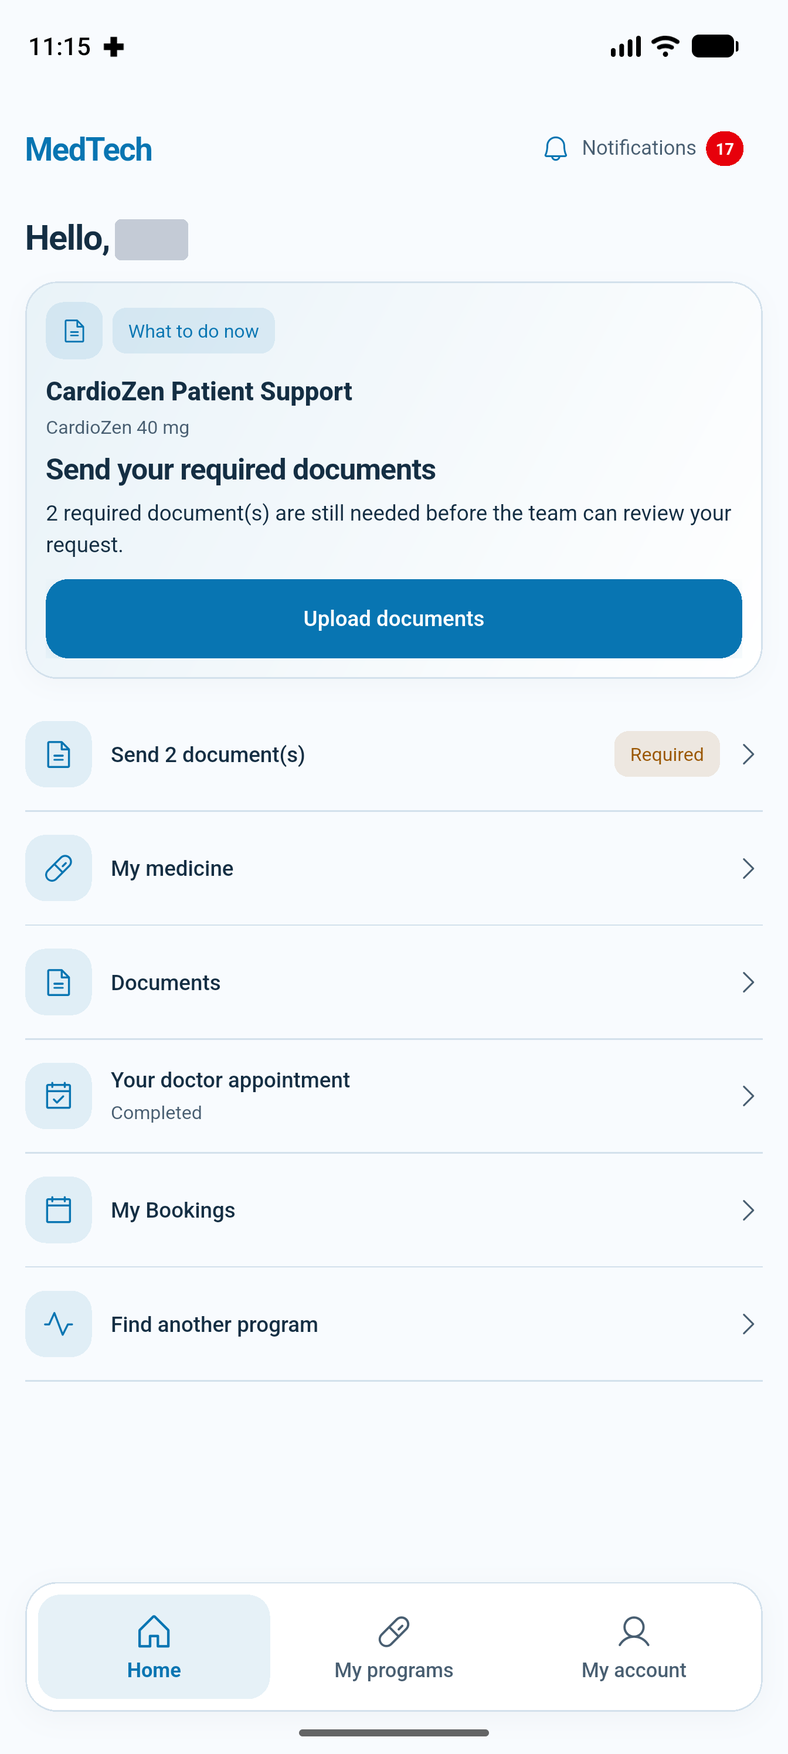 11:15
MedTech
Notifications 17
Hello,
What to do now
CardioZen Patient Support
CardioZen 40 mg
Send your required documents
2 required document(s) are still needed before the team can review your
request.
Upload documents
Send 2 document(s)
Required
My medicine
Documents
Your doctor appointment
Completed
My Bookings
Find another program
Home
My programs
My account